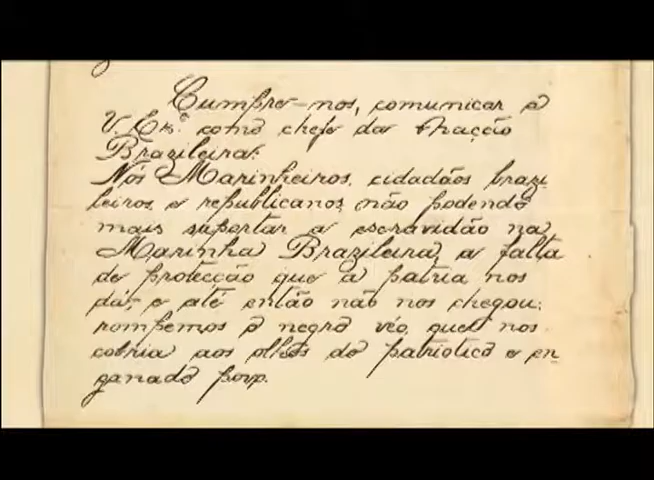 Cumpre-nos, comunicar a
V. Ex.ª como chefe da Nação
Brazileira:
Nós Marinheiros, cidadãos brazi-
leiros, e republicanos, não podendo
mais suportar a escravidão na
Marinha Brazileira, a falta
de protecção que a patria nos
dá; e até então não nos chegou;
rompemos o negro véo, que nos
cobria aos olhos do patriotico e en-
ganado povo.